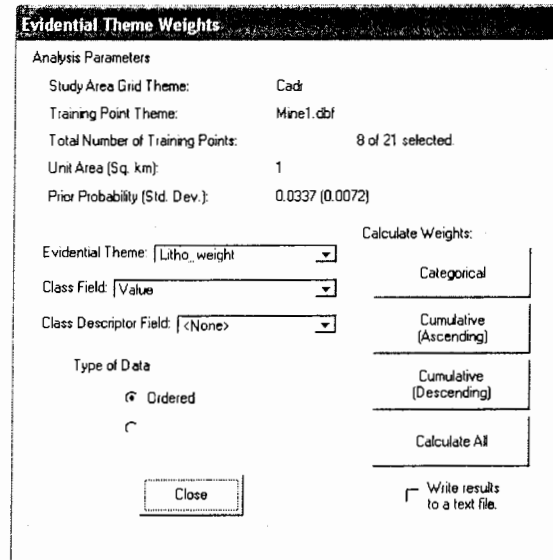 Evidential Theme Weights
Analysis Parameters
Study Area Grid Theme: Cadr
Training Point Theme: Mine1.dbf
Total Number of Training Points: 8 of 21 selected.
Unit Area (Sq. km): 1
Prior Probability (Std. Dev.): 0.0337 (0.0072)
Calculate Weights:
Evidential Theme: Litho_weight
Categorical
Class Field: Value
Class Descriptor Field: <None>
Cumulative
(Ascending)
Type of Data
Cumulative
(Descending)
Ordered
Calculate All
Close
Write results
to a text file.